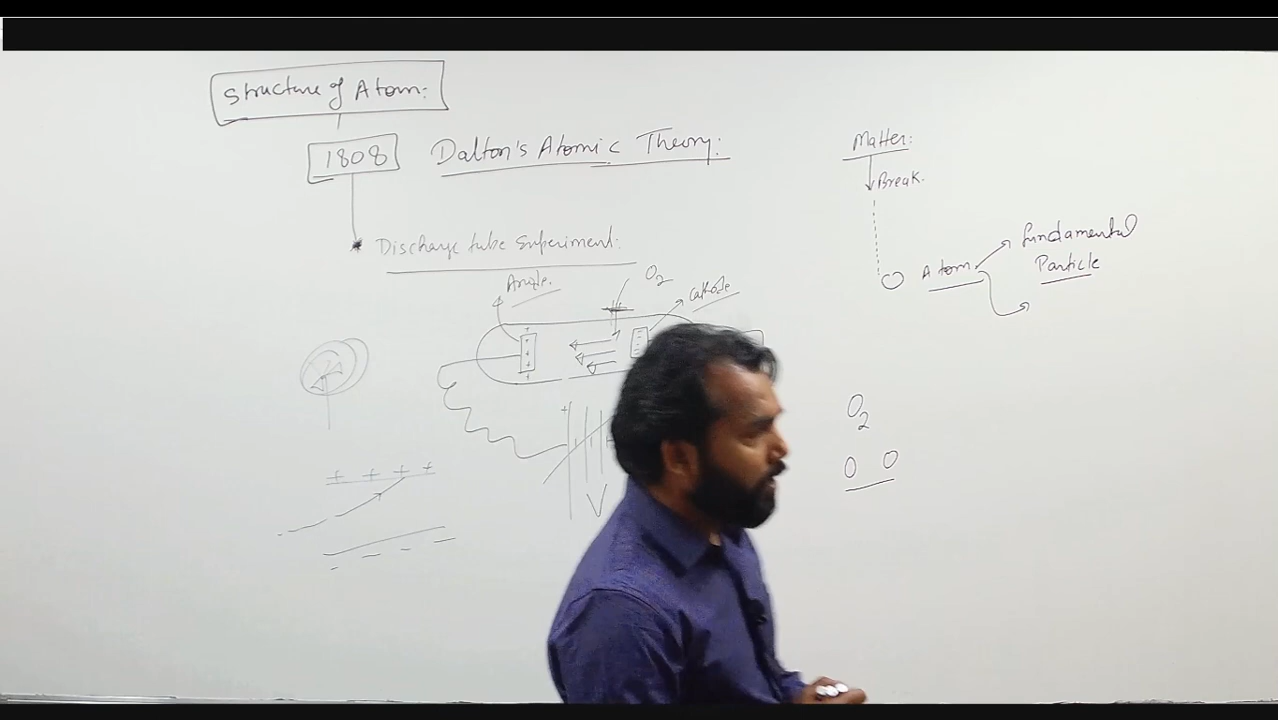 Structure of Atom:
1808 Dalton's Atomic Theory:
Discharge tube Experiment:
Anode.
O2
Cathode
+
+ + + +
Matter:
Break.
Atom
fundamental
Particle
O2
O O